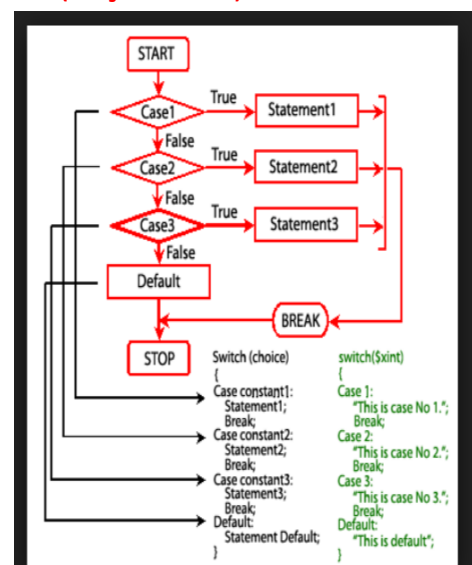 START
Case1
True
Statement1
False
Case2
True
Statement2
False
Case3
True
Statement3
False
Default
BREAK
STOP
Switch (choice)
{
Case constant1:
Statement1;
Break;
Case constant2:
Statement2;
Break;
Case constant3:
Statement3;
Break;
Default:
Statement Default;
}
switch($xint)
{
Case 1:
"This is case No 1.";
Break;
Case 2:
"This is case No 2.";
Break;
Case 3:
"This is case No 3.";
Break;
Default:
"This is default";
}